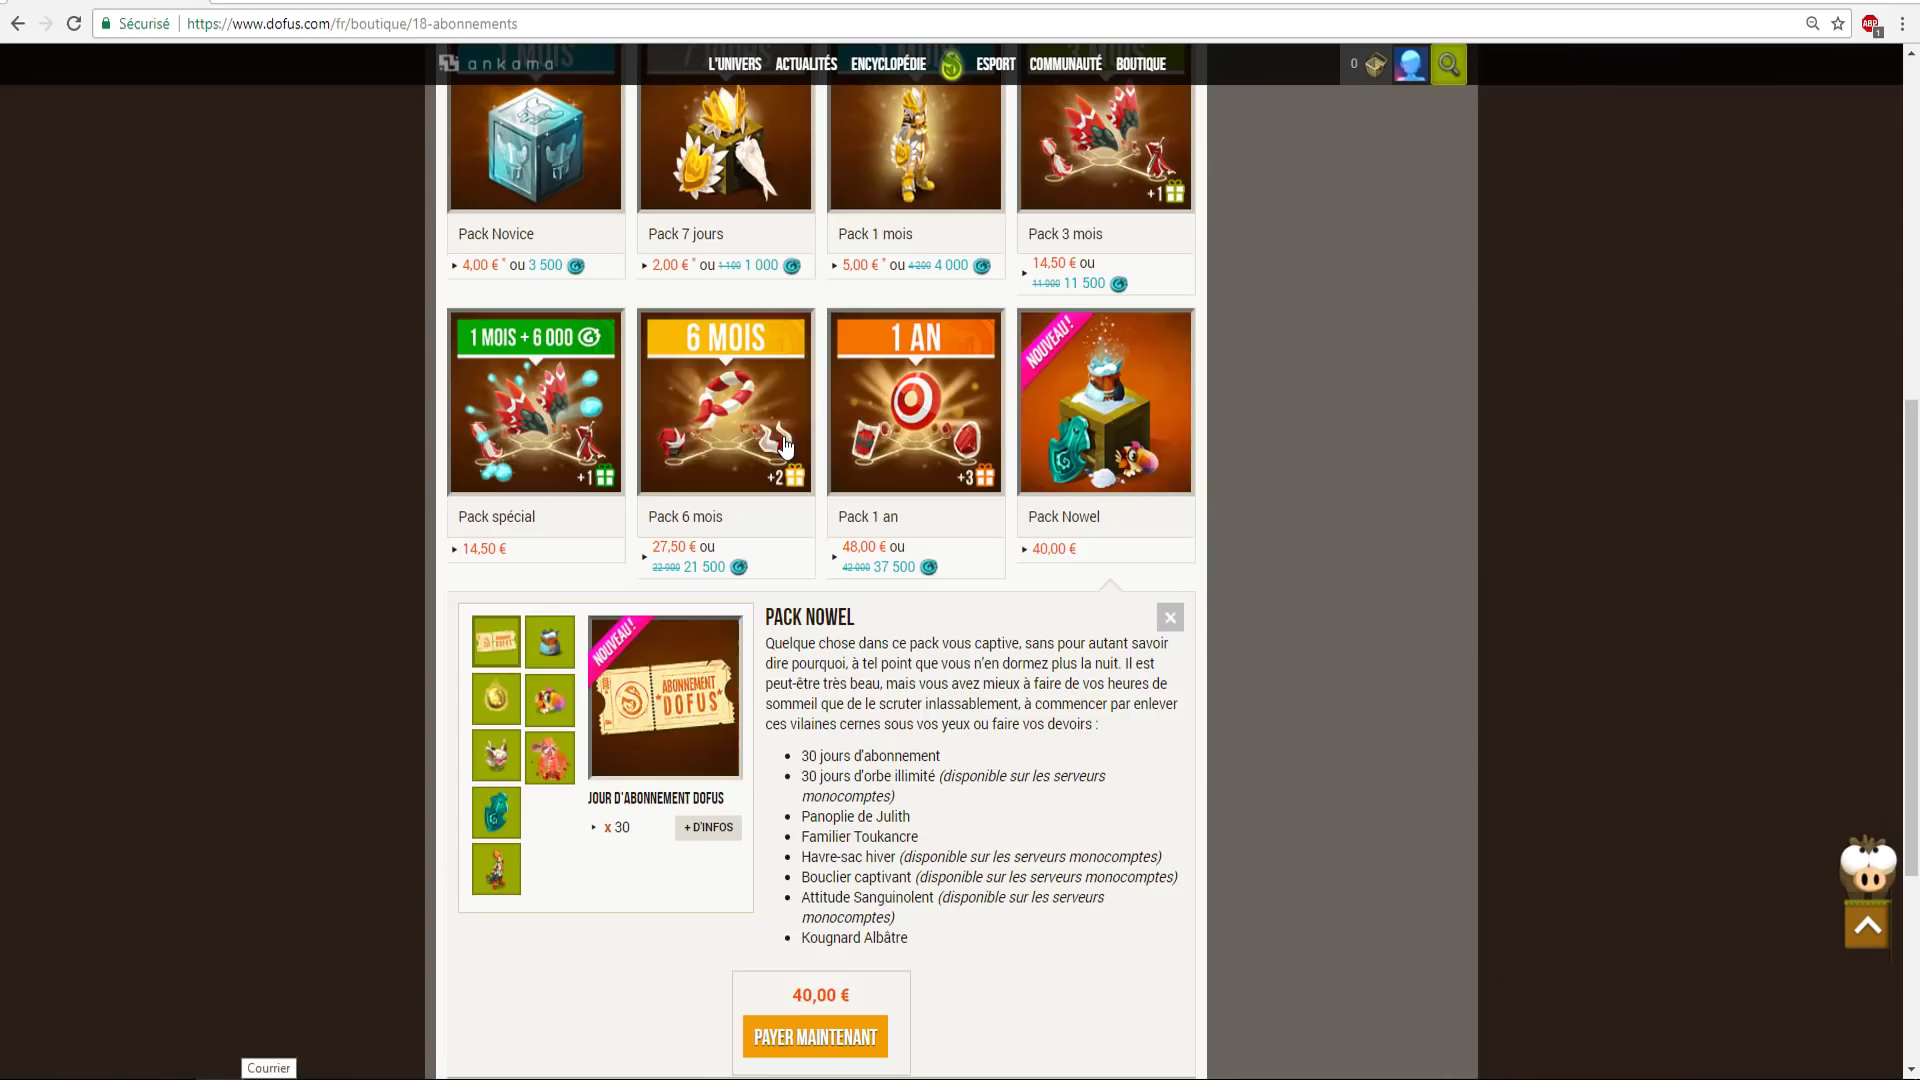 Sécurisé | https://www.dofus.com/fr/boutique/18-abonnements
ABP
1
ankama
L'UNIVERS ACTUALITÉS ENCYCLOPÉDIE ESPORT COMMUNAUTÉ BOUTIQUE
0
+1
Pack Novice
Pack 7 jours
Pack 1 mois
Pack 3 mois
4,00 € * ou 3 500
2,00 € * ou 1 100 1 000
5,00 € * ou 4 200 4 000
14,50 € ou
11 900 11 500
1 MOIS + 6 000
6 MOIS
1 AN
NOUVEAU !
+1
+2
+3
Pack spécial
Pack 6 mois
Pack 1 an
Pack Nowel
14,50 €
27,50 € ou
22 900 21 500
48,00 € ou
42 000 37 500
40,00 €
NOUVEAU !
ABONNEMENT
DOFUS
JOUR D'ABONNEMENT DOFUS
x 30
+ D'INFOS
PACK NOWEL
Quelque chose dans ce pack vous captive, sans pour autant savoir
dire pourquoi, à tel point que vous n'en dormez plus la nuit. Il est
peut-être très beau, mais vous avez mieux à faire de vos heures de
sommeil que de le scruter inlassablement, à commencer par enlever
ces vilaines cernes sous vos yeux ou faire vos devoirs :
• 30 jours d'abonnement
• 30 jours d'orbe illimité (disponible sur les serveurs
monocomptes)
• Panoplie de Julith
• Familier Toukancre
• Havre-sac hiver (disponible sur les serveurs monocomptes)
• Bouclier captivant (disponible sur les serveurs monocomptes)
• Attitude Sanguinolent (disponible sur les serveurs
monocomptes)
• Kougnard Albâtre
40,00 €
PAYER MAINTENANT
Courrier